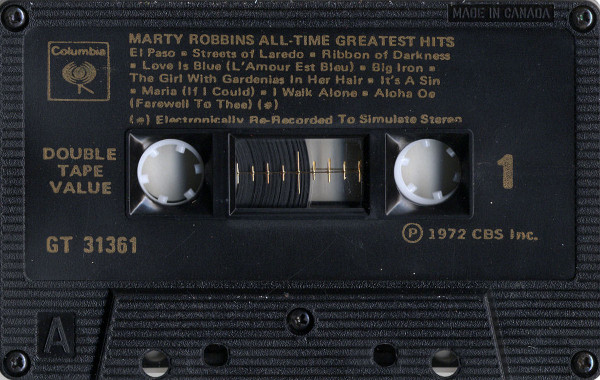 MADE IN CANADA
Columbia
MARTY ROBBINS ALL-TIME GREATEST HITS
El Paso ▪ Streets of Laredo ▪ Ribbon of Darkness
▪ Love Is Blue (L'Amour Est Bleu) ▪ Big Iron ▪
The Girl With Gardenias In Her Hair ▪ It's A Sin
▪ Maria (If I Could) ▪ I Walk Alone ▪ Aloha Oe
(Farewell To Thee) (*)
(*) Electronically Re-Recorded To Simulate Stereo
DOUBLE
TAPE
VALUE
1
GT 31361
℗ 1972 CBS Inc.
A